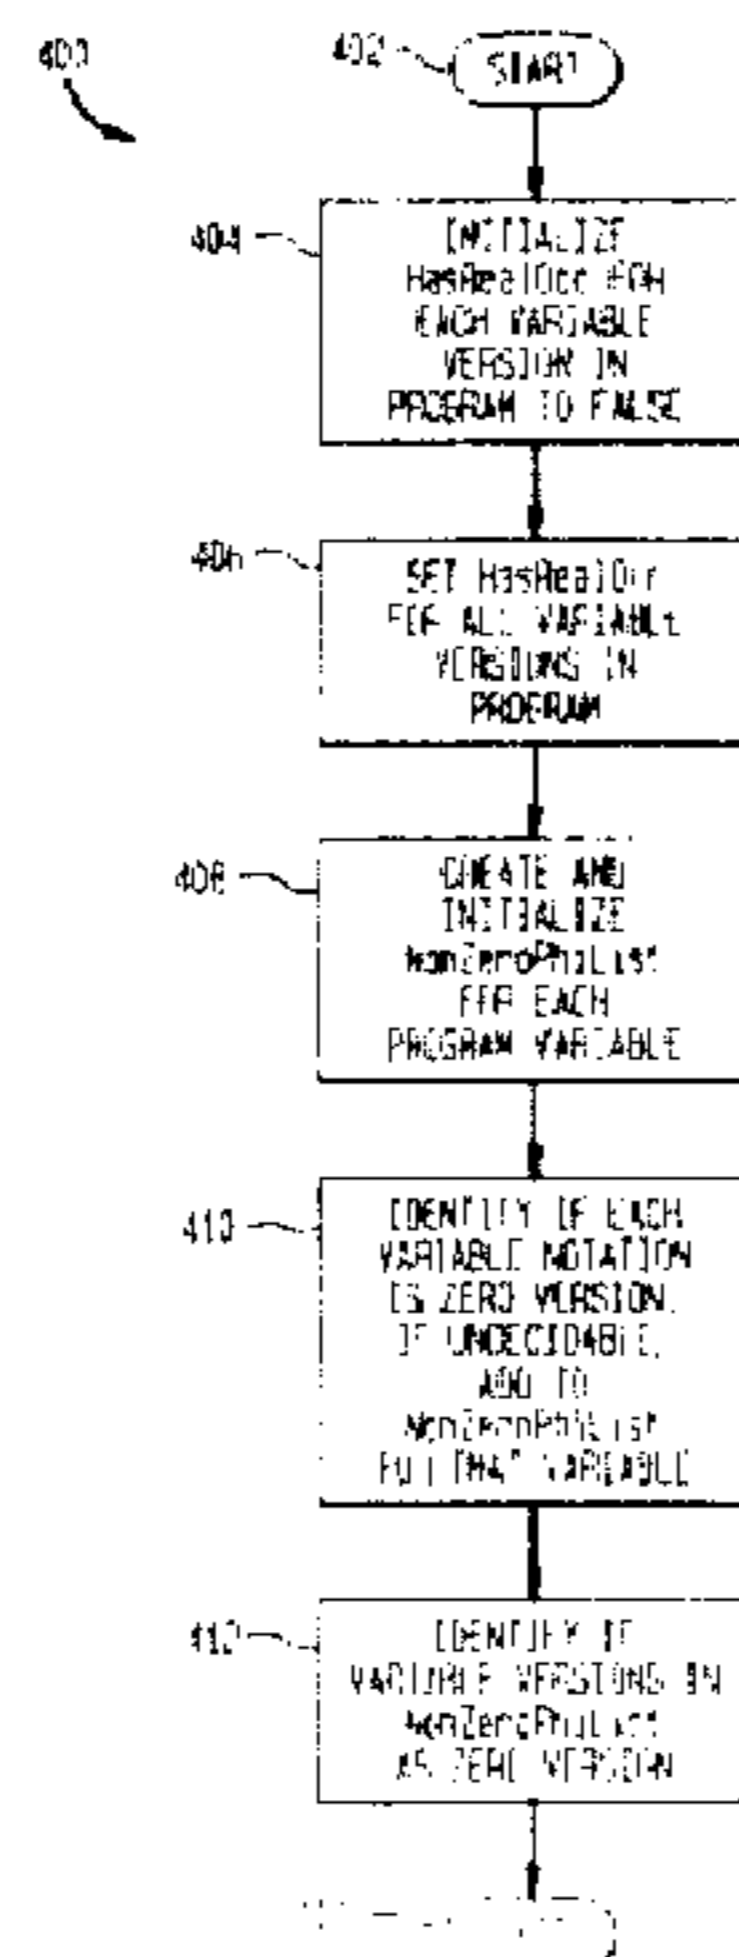 400
402
START
404
INITIALIZE
HasRealOcc FOR
EACH VARIABLE
VERSION IN
PROGRAM TO FALSE
406
SET HasRealOcc
FOR ALL VARIABLE
VERSIONS IN
PROGRAM
408
CREATE AND
INITIALIZE
NonZeroPhiList
FOR EACH
PROGRAM VARIABLE
410
IDENTIFY IF EACH
VARIABLE NOTATION
IS ZERO VERSION.
IF UNDECIDABLE,
ADD TO
NonZeroPhiList
FOR THAT VARIABLE
412
IDENTIFY IF
VARIABLE VERSIONS IN
NonZeroPhiList
AS ZERO VERSION